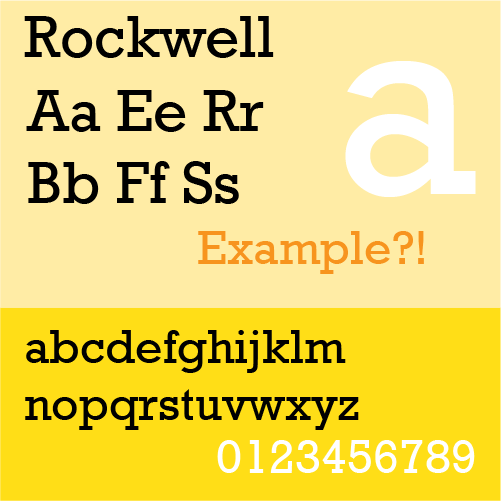 Rockwell
Aa Ee Rr
Bb Ff Ss
a
Example?!
abcdefghijklm
nopqrstuvwxyz
0123456789